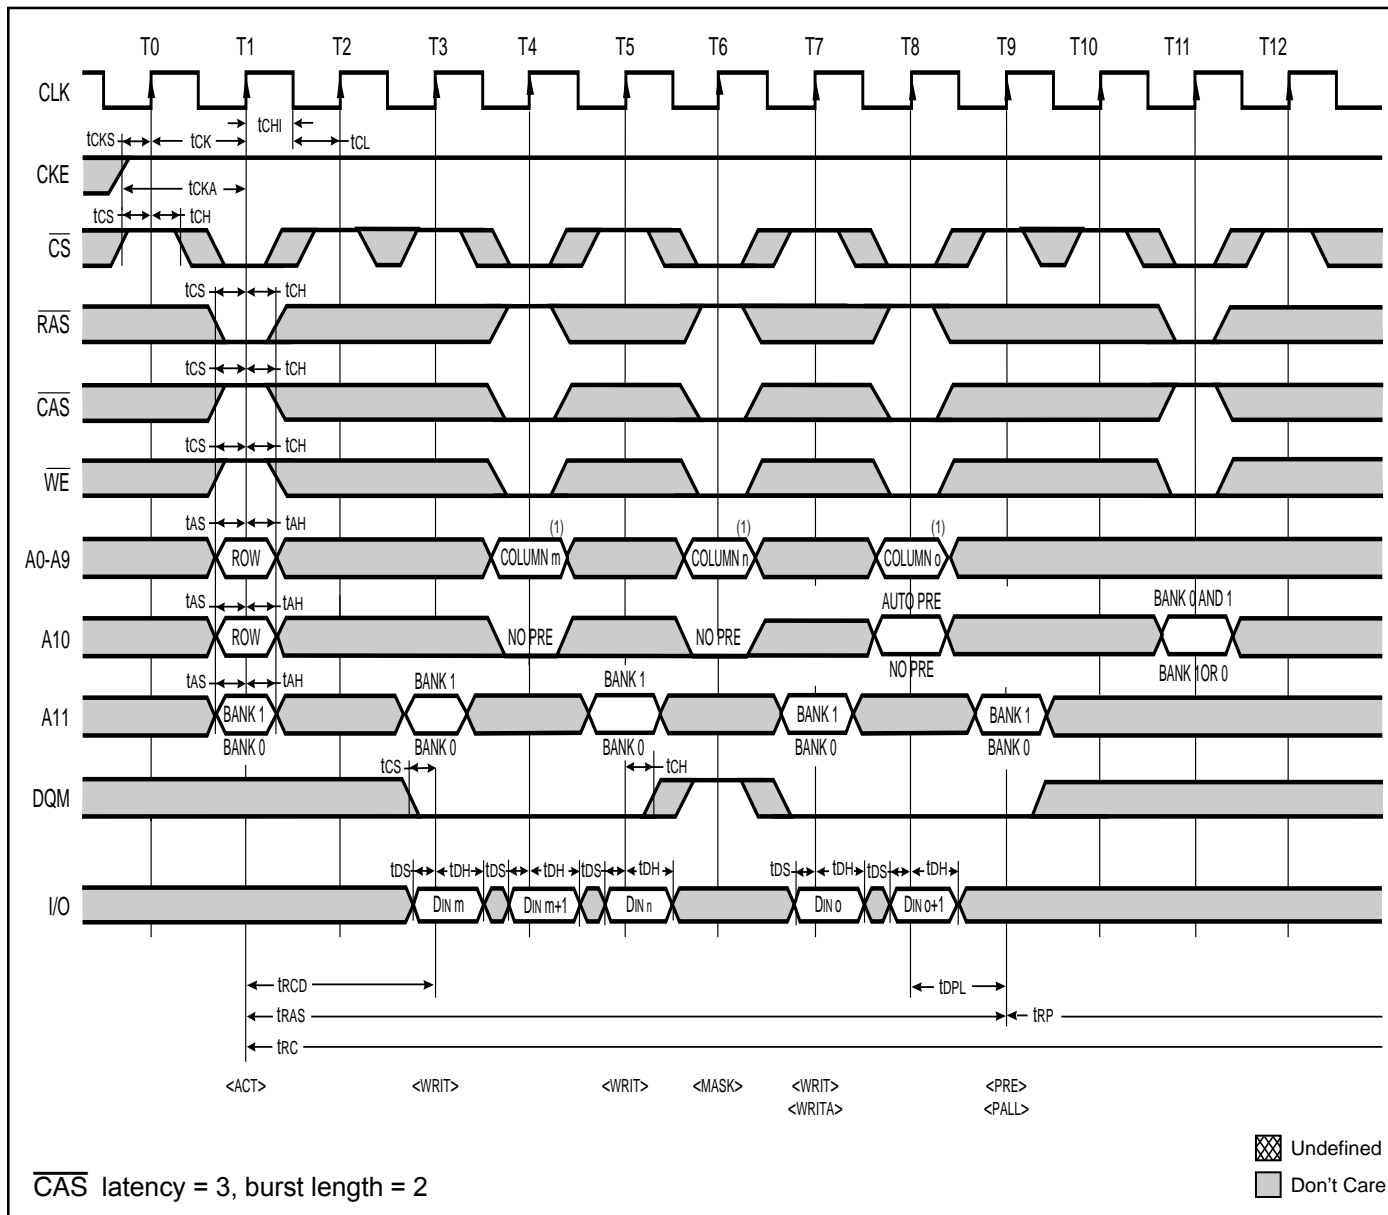 T0 T1 T2 T3 T4 T5 T6 T7 T8 T9 T10 T11 T12
CLK
tCHI
tCKS tCK tCL
CKE
tCKA
tCS tCH
CS
tCS tCH
RAS
tCS tCH
CAS
tCS tCH
WE
tAS tAH (1) (1) (1)
A0-A9 ROW COLUMN m COLUMN n COLUMN o
tAS tAH AUTO PRE BANK 0 AND 1
A10 ROW NO PRE NO PRE
NO PRE BANK 1 OR 0
tAS tAH BANK 1 BANK 1
A11 BANK 1 BANK 1 BANK 1
BANK 0 BANK 0 BANK 0 BANK 0 BANK 0
tCS tCH
DQM
tDS tDH tDS tDH tDS tDH tDS tDH tDS tDH
I/O DIN m DIN m+1 DIN n DIN o DIN o+1
tRCD tDPL
tRAS tRP
tRC
<ACT> <WRIT> <WRIT> <MASK> <WRIT> <PRE>
<WRITA> <PALL>
Undefined
CAS latency = 3, burst length = 2
Don't Care